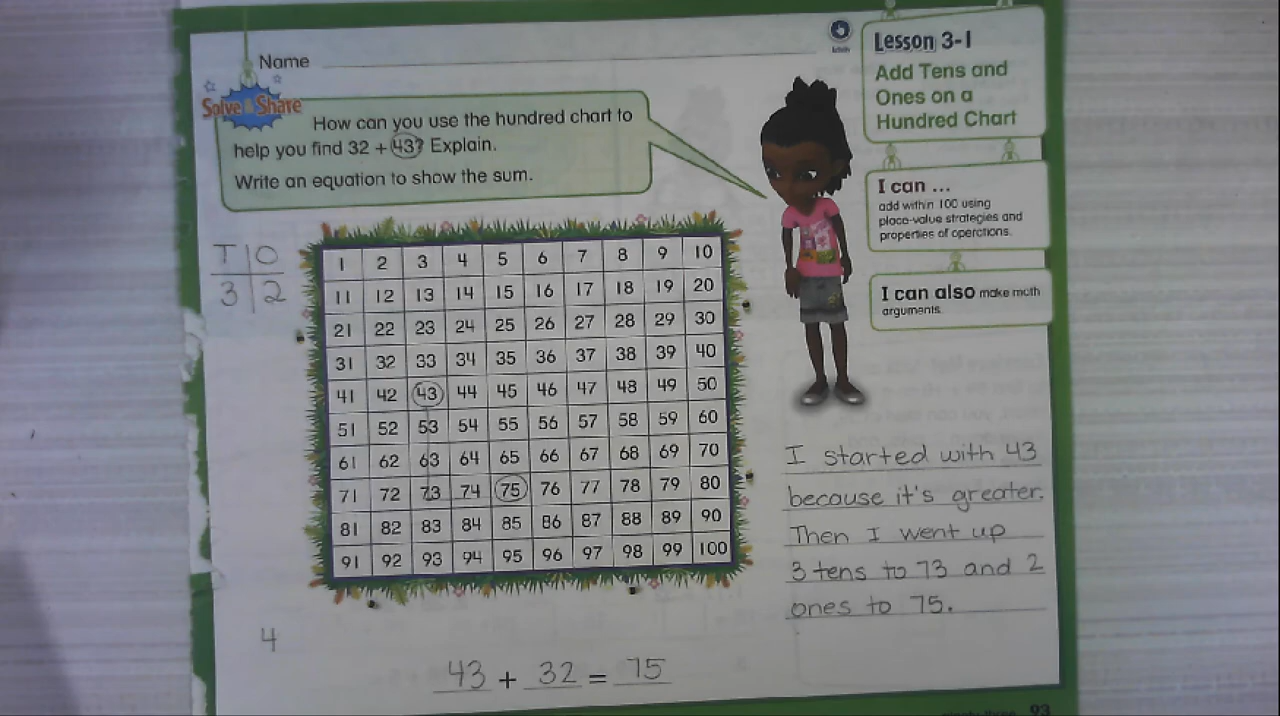 Name
Solve & Share
How can you use the hundred chart to
help you find 32 + 43? Explain.
Write an equation to show the sum.
Activity
Lesson 3-1
Add Tens and
Ones on a
Hundred Chart
I can ...
add within 100 using
place-value strategies and
properties of operations.
I can also make math
arguments.
T O
3 2
1 2 3 4 5 6 7 8 9 10
11 12 13 14 15 16 17 18 19 20
21 22 23 24 25 26 27 28 29 30
31 32 33 34 35 36 37 38 39 40
41 42 43 44 45 46 47 48 49 50
51 52 53 54 55 56 57 58 59 60
61 62 63 64 65 66 67 68 69 70
71 72 73 74 75 76 77 78 79 80
81 82 83 84 85 86 87 88 89 90
91 92 93 94 95 96 97 98 99 100
I started with 43
because it's greater.
Then I went up
3 tens to 73 and 2
ones to 75.
4
43 + 32 = 75
ninety-three 93